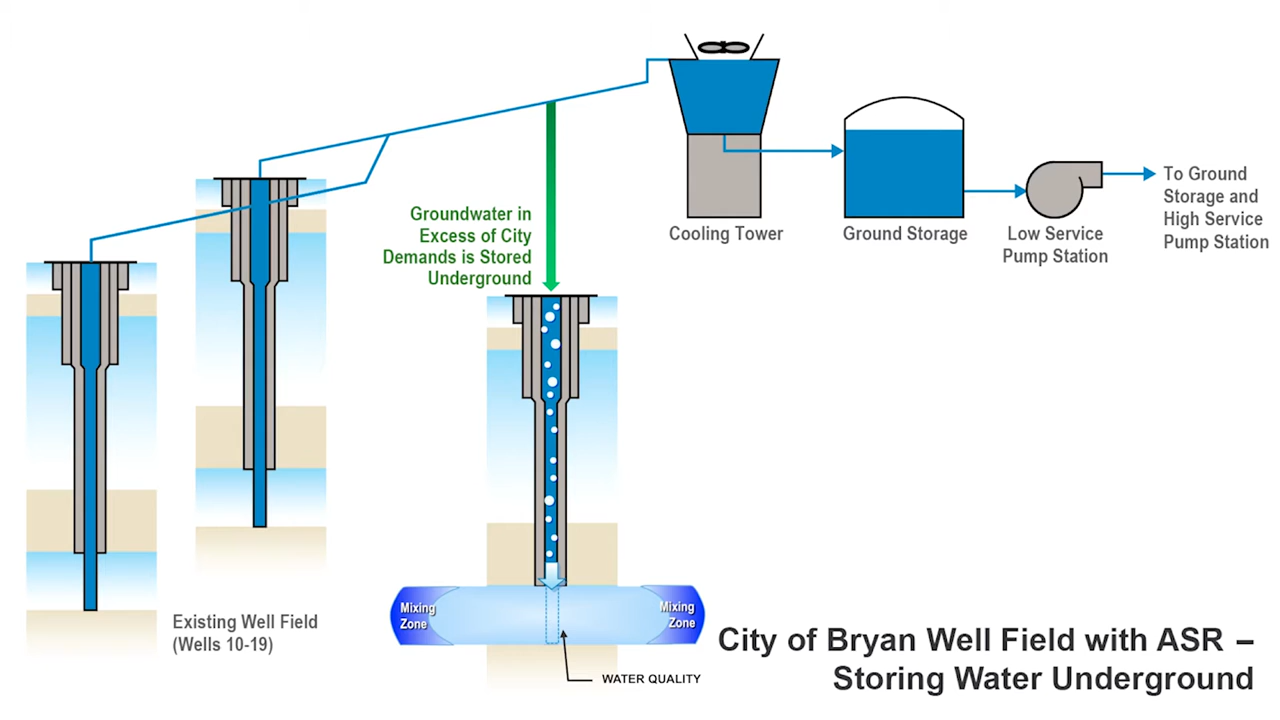 Groundwater in
Excess of City
Demands is Stored
Underground
Cooling Tower
Ground Storage
Low Service
Pump Station
To Ground
Storage and
High Service
Pump Station
Existing Well Field
(Wells 10-19)
Mixing
Zone
Mixing
Zone
WATER QUALITY
City of Bryan Well Field with ASR –
Storing Water Underground